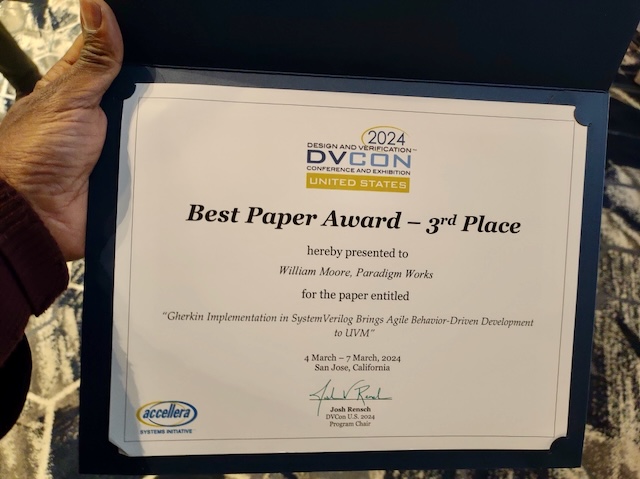 2024
DESIGN AND VERIFICATION™
DVCON
CONFERENCE AND EXHIBITION
UNITED STATES
Best Paper Award – 3rd Place
hereby presented to
William Moore, Paradigm Works
for the paper entitled
"Gherkin Implementation in SystemVerilog Brings Agile Behavior-Driven Development
to UVM"
4 March – 7 March, 2024
San Jose, California
Josh Rensch
DVCon U.S. 2024
Program Chair
accellera
SYSTEMS INITIATIVE